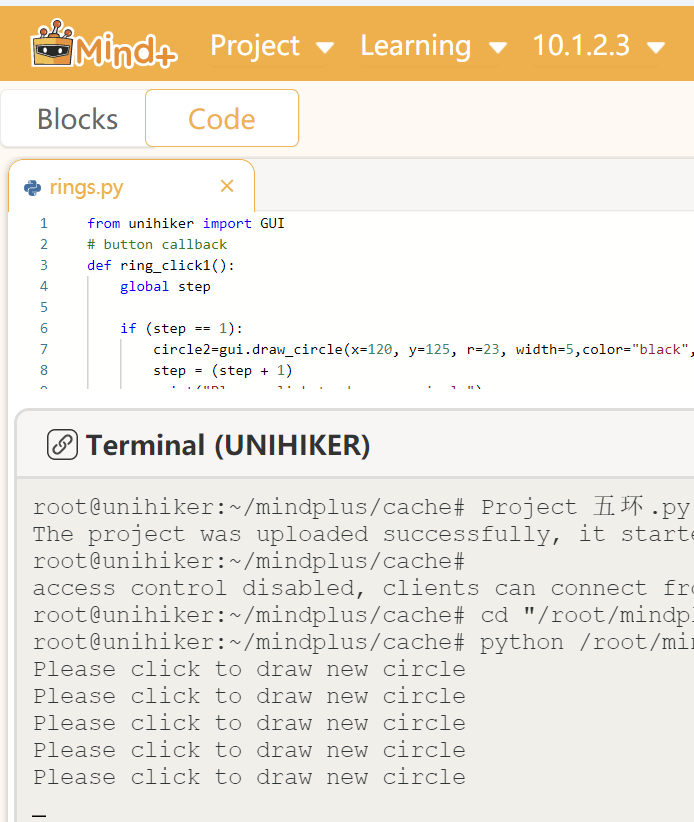 Mind+ Project Learning 10.1.2.3
Blocks Code
rings.py ×
1 from unihiker import GUI
2 # button callback
3 def ring_click1():
4 global step
5
6 if (step == 1):
7 circle2=gui.draw_circle(x=120, y=125, r=23, width=5,color="black",
8 step = (step + 1)
Terminal (UNIHIKER)
root@unihiker:~/mindplus/cache# Project 五环.py
The project was uploaded successfully, it starte
root@unihiker:~/mindplus/cache#
access control disabled, clients can connect fro
root@unihiker:~/mindplus/cache# cd "/root/mindpl
root@unihiker:~/mindplus/cache# python /root/min
Please click to draw new circle
Please click to draw new circle
Please click to draw new circle
Please click to draw new circle
Please click to draw new circle
_